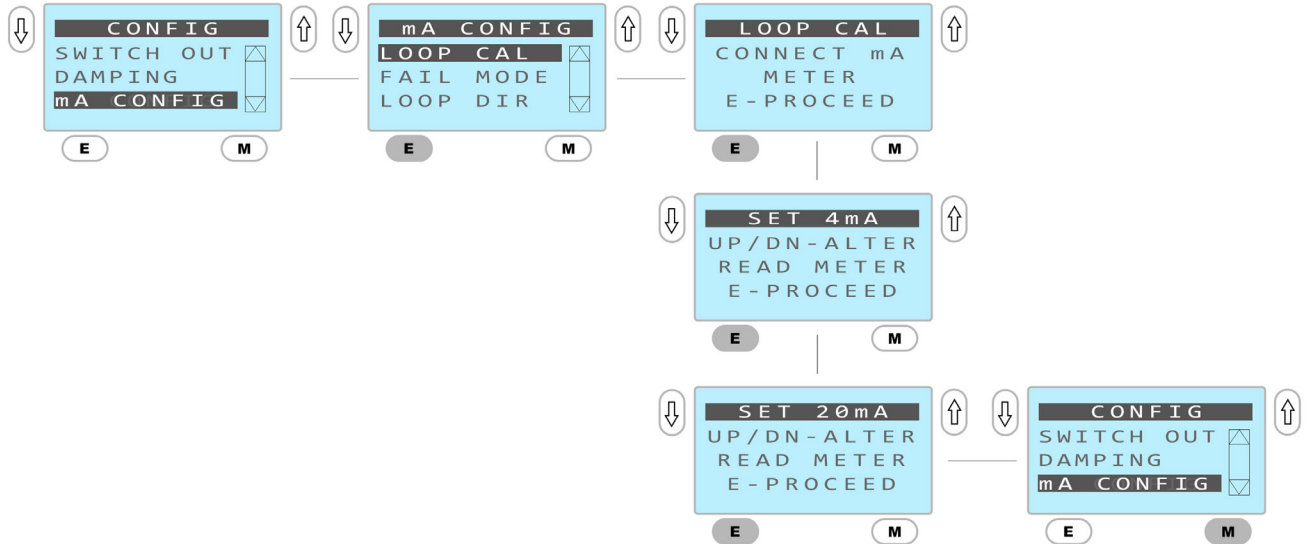 CONFIG
SWITCH OUT
DAMPING
mA CONFIG
E M
mA CONFIG
LOOP CAL
FAIL MODE
LOOP DIR
E M
LOOP CAL
CONNECT mA
METER
E-PROCEED
E M
SET 4mA
UP/DN-ALTER
READ METER
E-PROCEED
E M
SET 20mA
UP/DN-ALTER
READ METER
E-PROCEED
E M
CONFIG
SWITCH OUT
DAMPING
mA CONFIG
E M